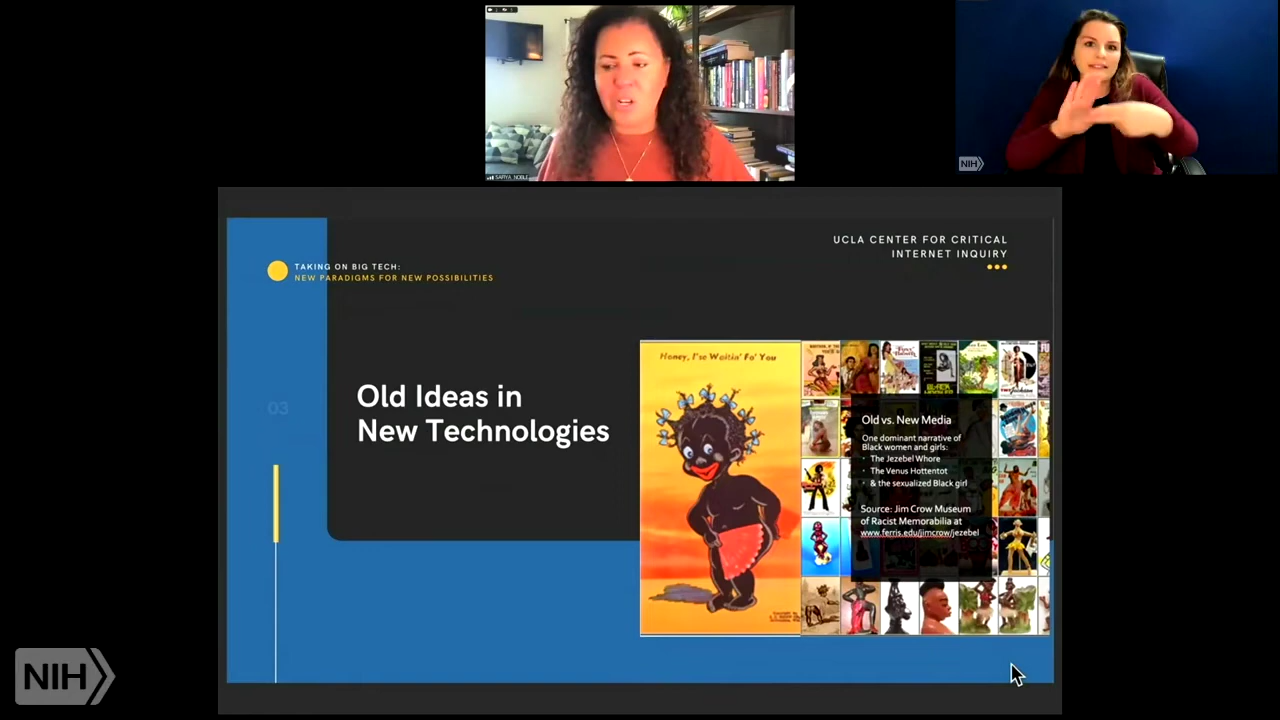 SAFIYA_NOBLE
NIH
UCLA CENTER FOR CRITICAL
INTERNET INQUIRY
TAKING ON BIG TECH:
NEW PARADIGMS FOR NEW POSSIBILITIES
03
Old Ideas in
New Technologies
Honey, I'se Waitin' Fo' You
Old vs. New Media
One dominant narrative of
Black women and girls:
· The Jezebel Whore
· The Venus Hottentot
· & the sexualized Black girl
Source: Jim Crow Museum
of Racist Memorabilia at
www.ferris.edu/jimcrow/jezebel
NIH